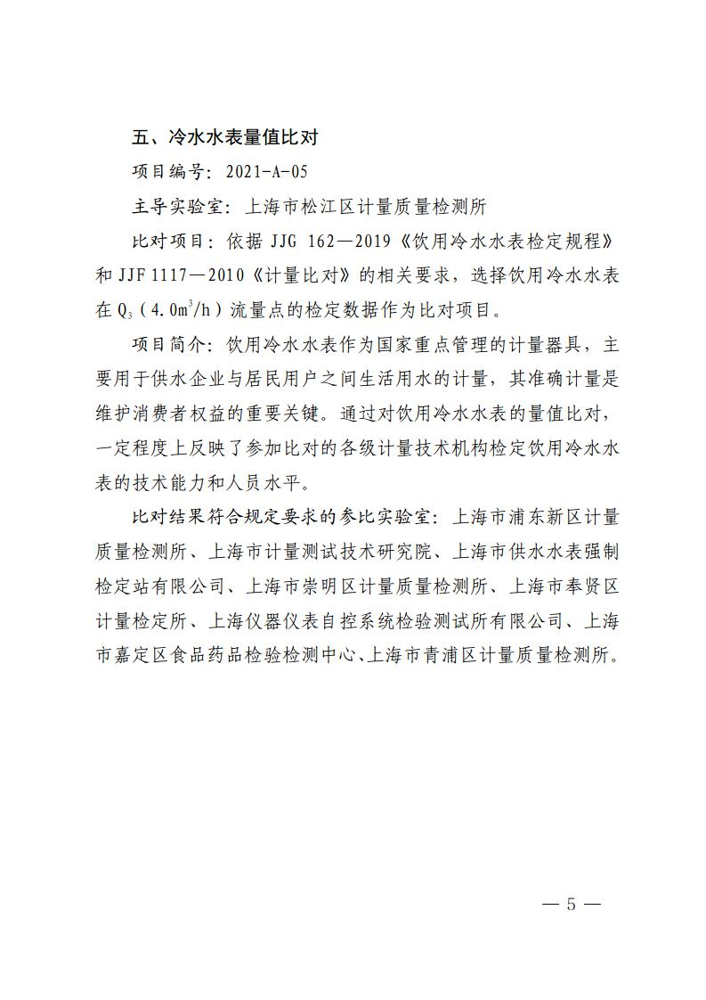 五、冷水水表量值比对
项目编号：2021-A-05
主导实验室：上海市松江区计量质量检测所
比对项目：依据 JJG 162—2019《饮用冷水水表检定规程》
和 JJF 1117—2010《计量比对》的相关要求，选择饮用冷水水表
在 Q₃（4.0m³/h）流量点的检定数据作为比对项目。
项目简介：饮用冷水水表作为国家重点管理的计量器具，主
要用于供水企业与居民用户之间生活用水的计量，其准确计量是
维护消费者权益的重要关键。通过对饮用冷水水表的量值比对，
一定程度上反映了参加比对的各级计量技术机构检定饮用冷水水
表的技术能力和人员水平。
比对结果符合规定要求的参比实验室：上海市浦东新区计量
质量检测所、上海市计量测试技术研究院、上海市供水水表强制
检定站有限公司、上海市崇明区计量质量检测所、上海市奉贤区
计量检定所、上海仪器仪表自控系统检验测试所有限公司、上海
市嘉定区食品药品检验检测中心、上海市青浦区计量质量检测所。
— 5 —